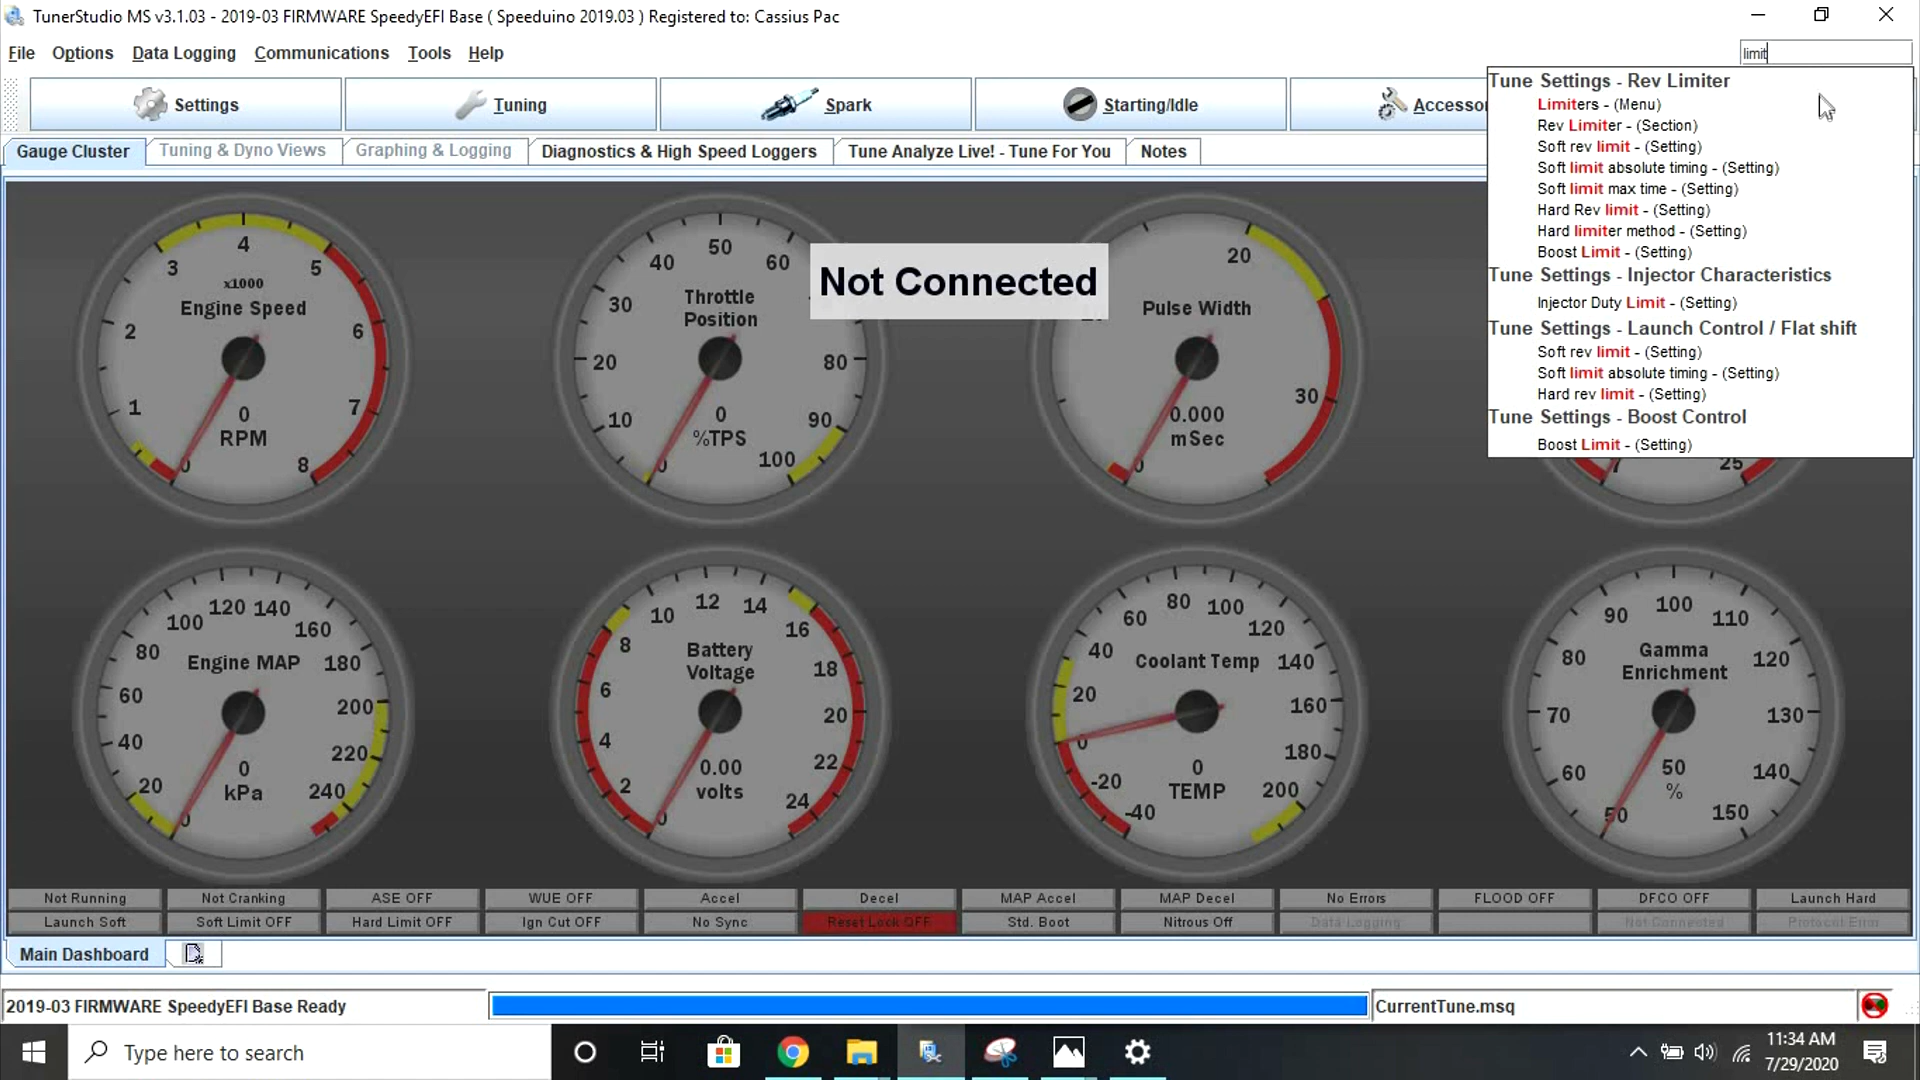 TunerStudio MS v3.1.03 - 2019-03 FIRMWARE SpeedyEFI Base ( Speeduino 2019.03 ) Registered to: Cassius Pac
File Options Data Logging Communications Tools Help
limit
Settings Tuning Spark Starting/Idle Accessor
Gauge Cluster Tuning & Dyno Views Graphing & Logging Diagnostics & High Speed Loggers Tune Analyze Live! - Tune For You Notes
Tune Settings - Rev Limiter
Limiters - (Menu)
Rev Limiter - (Section)
Soft rev limit - (Setting)
Soft limit absolute timing - (Setting)
Soft limit max time - (Setting)
Hard Rev limit - (Setting)
Hard limiter method - (Setting)
Boost Limit - (Setting)
Tune Settings - Injector Characteristics
Injector Duty Limit - (Setting)
Tune Settings - Launch Control / Flat shift
Soft rev limit - (Setting)
Soft limit absolute timing - (Setting)
Hard rev limit - (Setting)
Tune Settings - Boost Control
Boost Limit - (Setting)
Not Connected
0 1 2 3 4 5 6 7 8
x1000
Engine Speed
0
RPM
0 10 20 30 40 50 60 80 90 100
Throttle
Position
0
%TPS
0 20 30
Pulse Width
0.000
mSec
7 25
0 20 40 60 80 100 120 140 160 180 200 220 240
Engine MAP
0
kPa
0 2 4 6 8 10 12 14 16 18 20 22 24
Battery
Voltage
0.00
volts
-40 -20 0 20 40 60 80 100 120 140 160 180 200
Coolant Temp
0
TEMP
50 60 70 80 90 100 110 120 130 140 150
Gamma
Enrichment
50
%
Not Running Not Cranking ASE OFF WUE OFF Accel Decel MAP Accel MAP Decel No Errors FLOOD OFF DFCO OFF Launch Hard
Launch Soft Soft Limit OFF Hard Limit OFF Ign Cut OFF No Sync Reset Lock OFF Std. Boot Nitrous Off Data Logging Not Connected Protocol Error
Main Dashboard
2019-03 FIRMWARE SpeedyEFI Base Ready
CurrentTune.msq
Type here to search
11:34 AM
7/29/2020